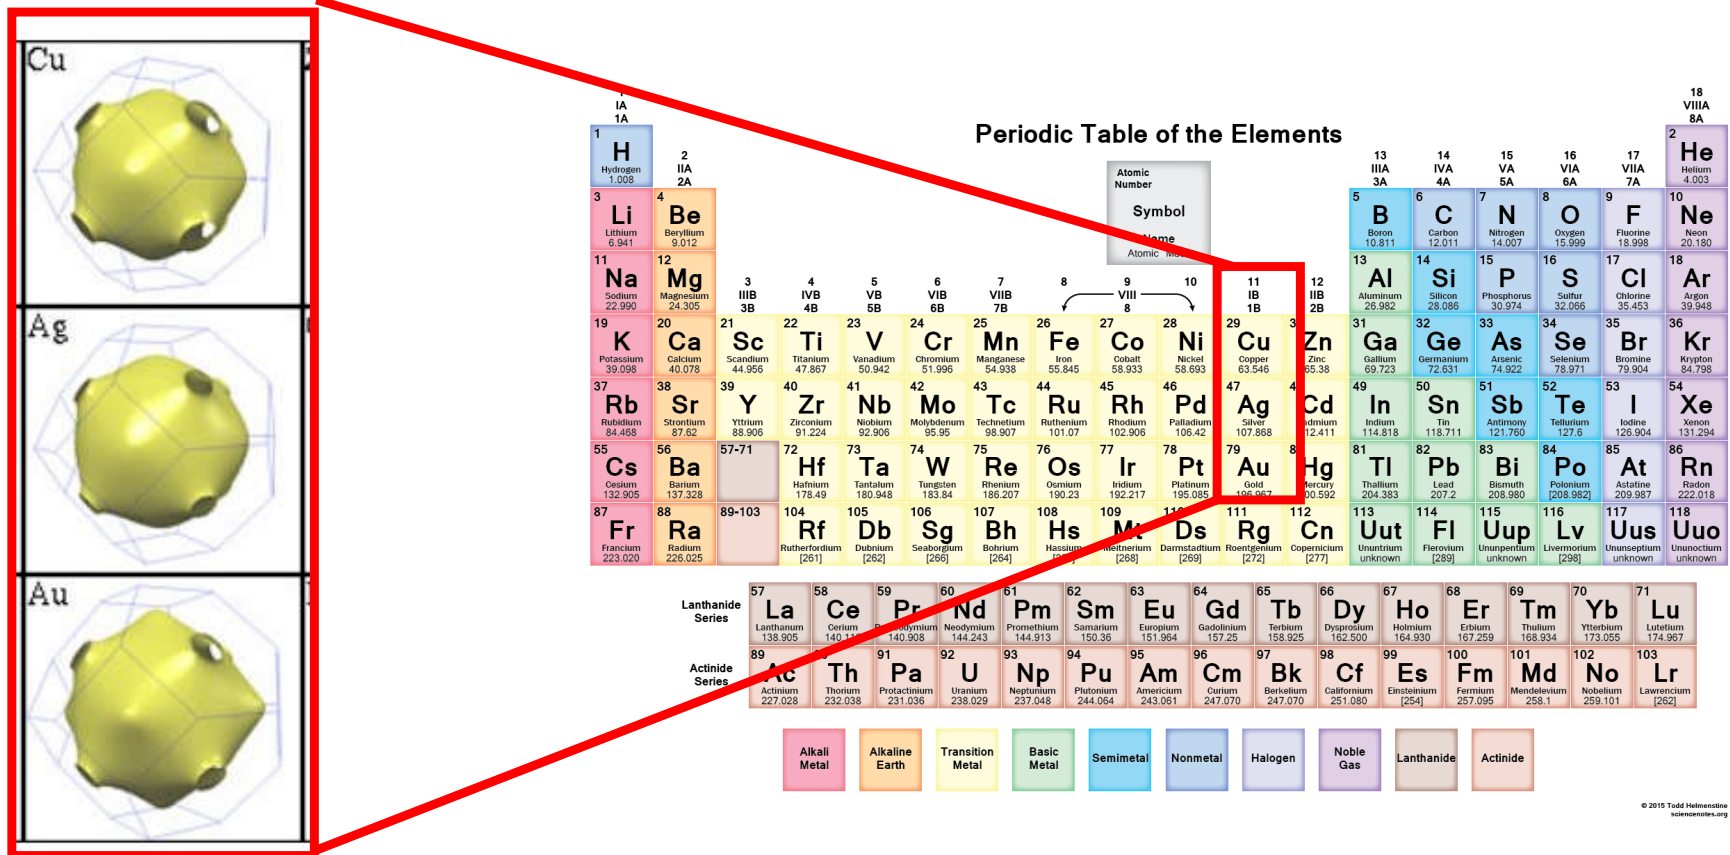 Cu
Ag
Au
Periodic Table of the Elements
IA
1A
2
IIA
2A
3
IIIB
3B
4
IVB
4B
5
VB
5B
6
VIB
6B
7
VIIB
7B
8 9 10
VIII
8
11
IB
1B
12
IIB
2B
13
IIIA
3A
14
IVA
4A
15
VA
5A
16
VIA
6A
17
VIIA
7A
18
VIIIA
8A
Atomic
Number
Symbol
Atomic
1
H
Hydrogen
1.008
2
He
Helium
4.003
3
Li
Lithium
6.941
4
Be
Beryllium
9.012
5
B
Boron
10.811
6
C
Carbon
12.011
7
N
Nitrogen
14.007
8
O
Oxygen
15.999
9
F
Fluorine
18.998
10
Ne
Neon
20.180
11
Na
Sodium
22.990
12
Mg
Magnesium
24.305
13
Al
Aluminum
26.982
14
Si
Silicon
28.086
15
P
Phosphorus
30.974
16
S
Sulfur
32.066
17
Cl
Chlorine
35.453
18
Ar
Argon
39.948
19
K
Potassium
39.098
20
Ca
Calcium
40.078
21
Sc
Scandium
44.956
22
Ti
Titanium
47.867
23
V
Vanadium
50.942
24
Cr
Chromium
51.996
25
Mn
Manganese
54.938
26
Fe
Iron
55.845
27
Co
Cobalt
58.933
28
Ni
Nickel
58.693
29
Cu
Copper
63.546
Zn
Zinc
65.38
31
Ga
Gallium
69.723
32
Ge
Germanium
72.631
33
As
Arsenic
74.922
34
Se
Selenium
78.971
35
Br
Bromine
79.904
36
Kr
Krypton
84.798
37
Rb
Rubidium
84.468
38
Sr
Strontium
87.62
39
Y
Yttrium
88.906
40
Zr
Zirconium
91.224
41
Nb
Niobium
92.906
42
Mo
Molybdenum
95.95
43
Tc
Technetium
98.907
44
Ru
Ruthenium
101.07
45
Rh
Rhodium
102.906
46
Pd
Palladium
106.42
47
Ag
Silver
107.868
Cd
49
In
Indium
114.818
50
Sn
Tin
118.711
51
Sb
Antimony
121.760
52
Te
Tellurium
127.6
53
I
Iodine
126.904
54
Xe
Xenon
131.294
55
Cs
Cesium
132.905
56
Ba
Barium
137.328
57-71
72
Hf
Hafnium
178.49
73
Ta
Tantalum
180.948
74
W
Tungsten
183.84
75
Re
Rhenium
186.207
76
Os
Osmium
190.23
77
Ir
Iridium
192.217
78
Pt
Platinum
195.085
79
Au
Gold
196.967
Hg
81
Tl
Thallium
204.383
82
Pb
Lead
207.2
83
Bi
Bismuth
208.980
84
Po
Polonium
[208.982]
85
At
Astatine
209.987
86
Rn
Radon
222.018
87
Fr
Francium
223.020
88
Ra
Radium
226.025
89-103
104
Rf
Rutherfordium
[261]
105
Db
Dubnium
[262]
106
Sg
Seaborgium
[266]
107
Bh
Bohrium
[264]
108
Hs
Hassium
109
Mt
Meitnerium
[268]
110
Ds
Darmstadtium
[269]
111
Rg
Roentgenium
[272]
112
Cn
Copernicium
[277]
113
Uut
Ununtrium
unknown
114
Fl
Flerovium
[289]
115
Uup
Ununpentium
unknown
116
Lv
Livermorium
[298]
117
Uus
Ununseptium
unknown
118
Uuo
Ununoctium
unknown
Lanthanide
Series
57
La
Lanthanum
138.905
58
Ce
Cerium
59
Pr
140.908
60
Nd
Neodymium
144.243
61
Pm
Promethium
144.913
62
Sm
Samarium
150.36
63
Eu
Europium
151.964
64
Gd
Gadolinium
157.25
65
Tb
Terbium
158.925
66
Dy
Dysprosium
162.500
67
Ho
Holmium
164.930
68
Er
Erbium
167.259
69
Tm
Thulium
168.934
70
Yb
Ytterbium
173.055
71
Lu
Lutetium
174.967
Actinide
Series
89
Ac
Actinium
227.028
Th
Thorium
232.038
91
Pa
Protactinium
231.036
92
U
Uranium
238.029
93
Np
Neptunium
237.048
94
Pu
Plutonium
244.064
95
Am
Americium
243.061
96
Cm
Curium
247.070
97
Bk
Berkelium
247.070
98
Cf
Californium
251.080
99
Es
Einsteinium
[254]
100
Fm
Fermium
257.095
101
Md
Mendelevium
258.1
102
No
Nobelium
259.101
103
Lr
Lawrencium
[262]
Alkali
Metal
Alkaline
Earth
Transition
Metal
Basic
Metal
Semimetal
Nonmetal
Halogen
Noble
Gas
Lanthanide
Actinide
© 2015 Todd Helmenstine
sciencenotes.org